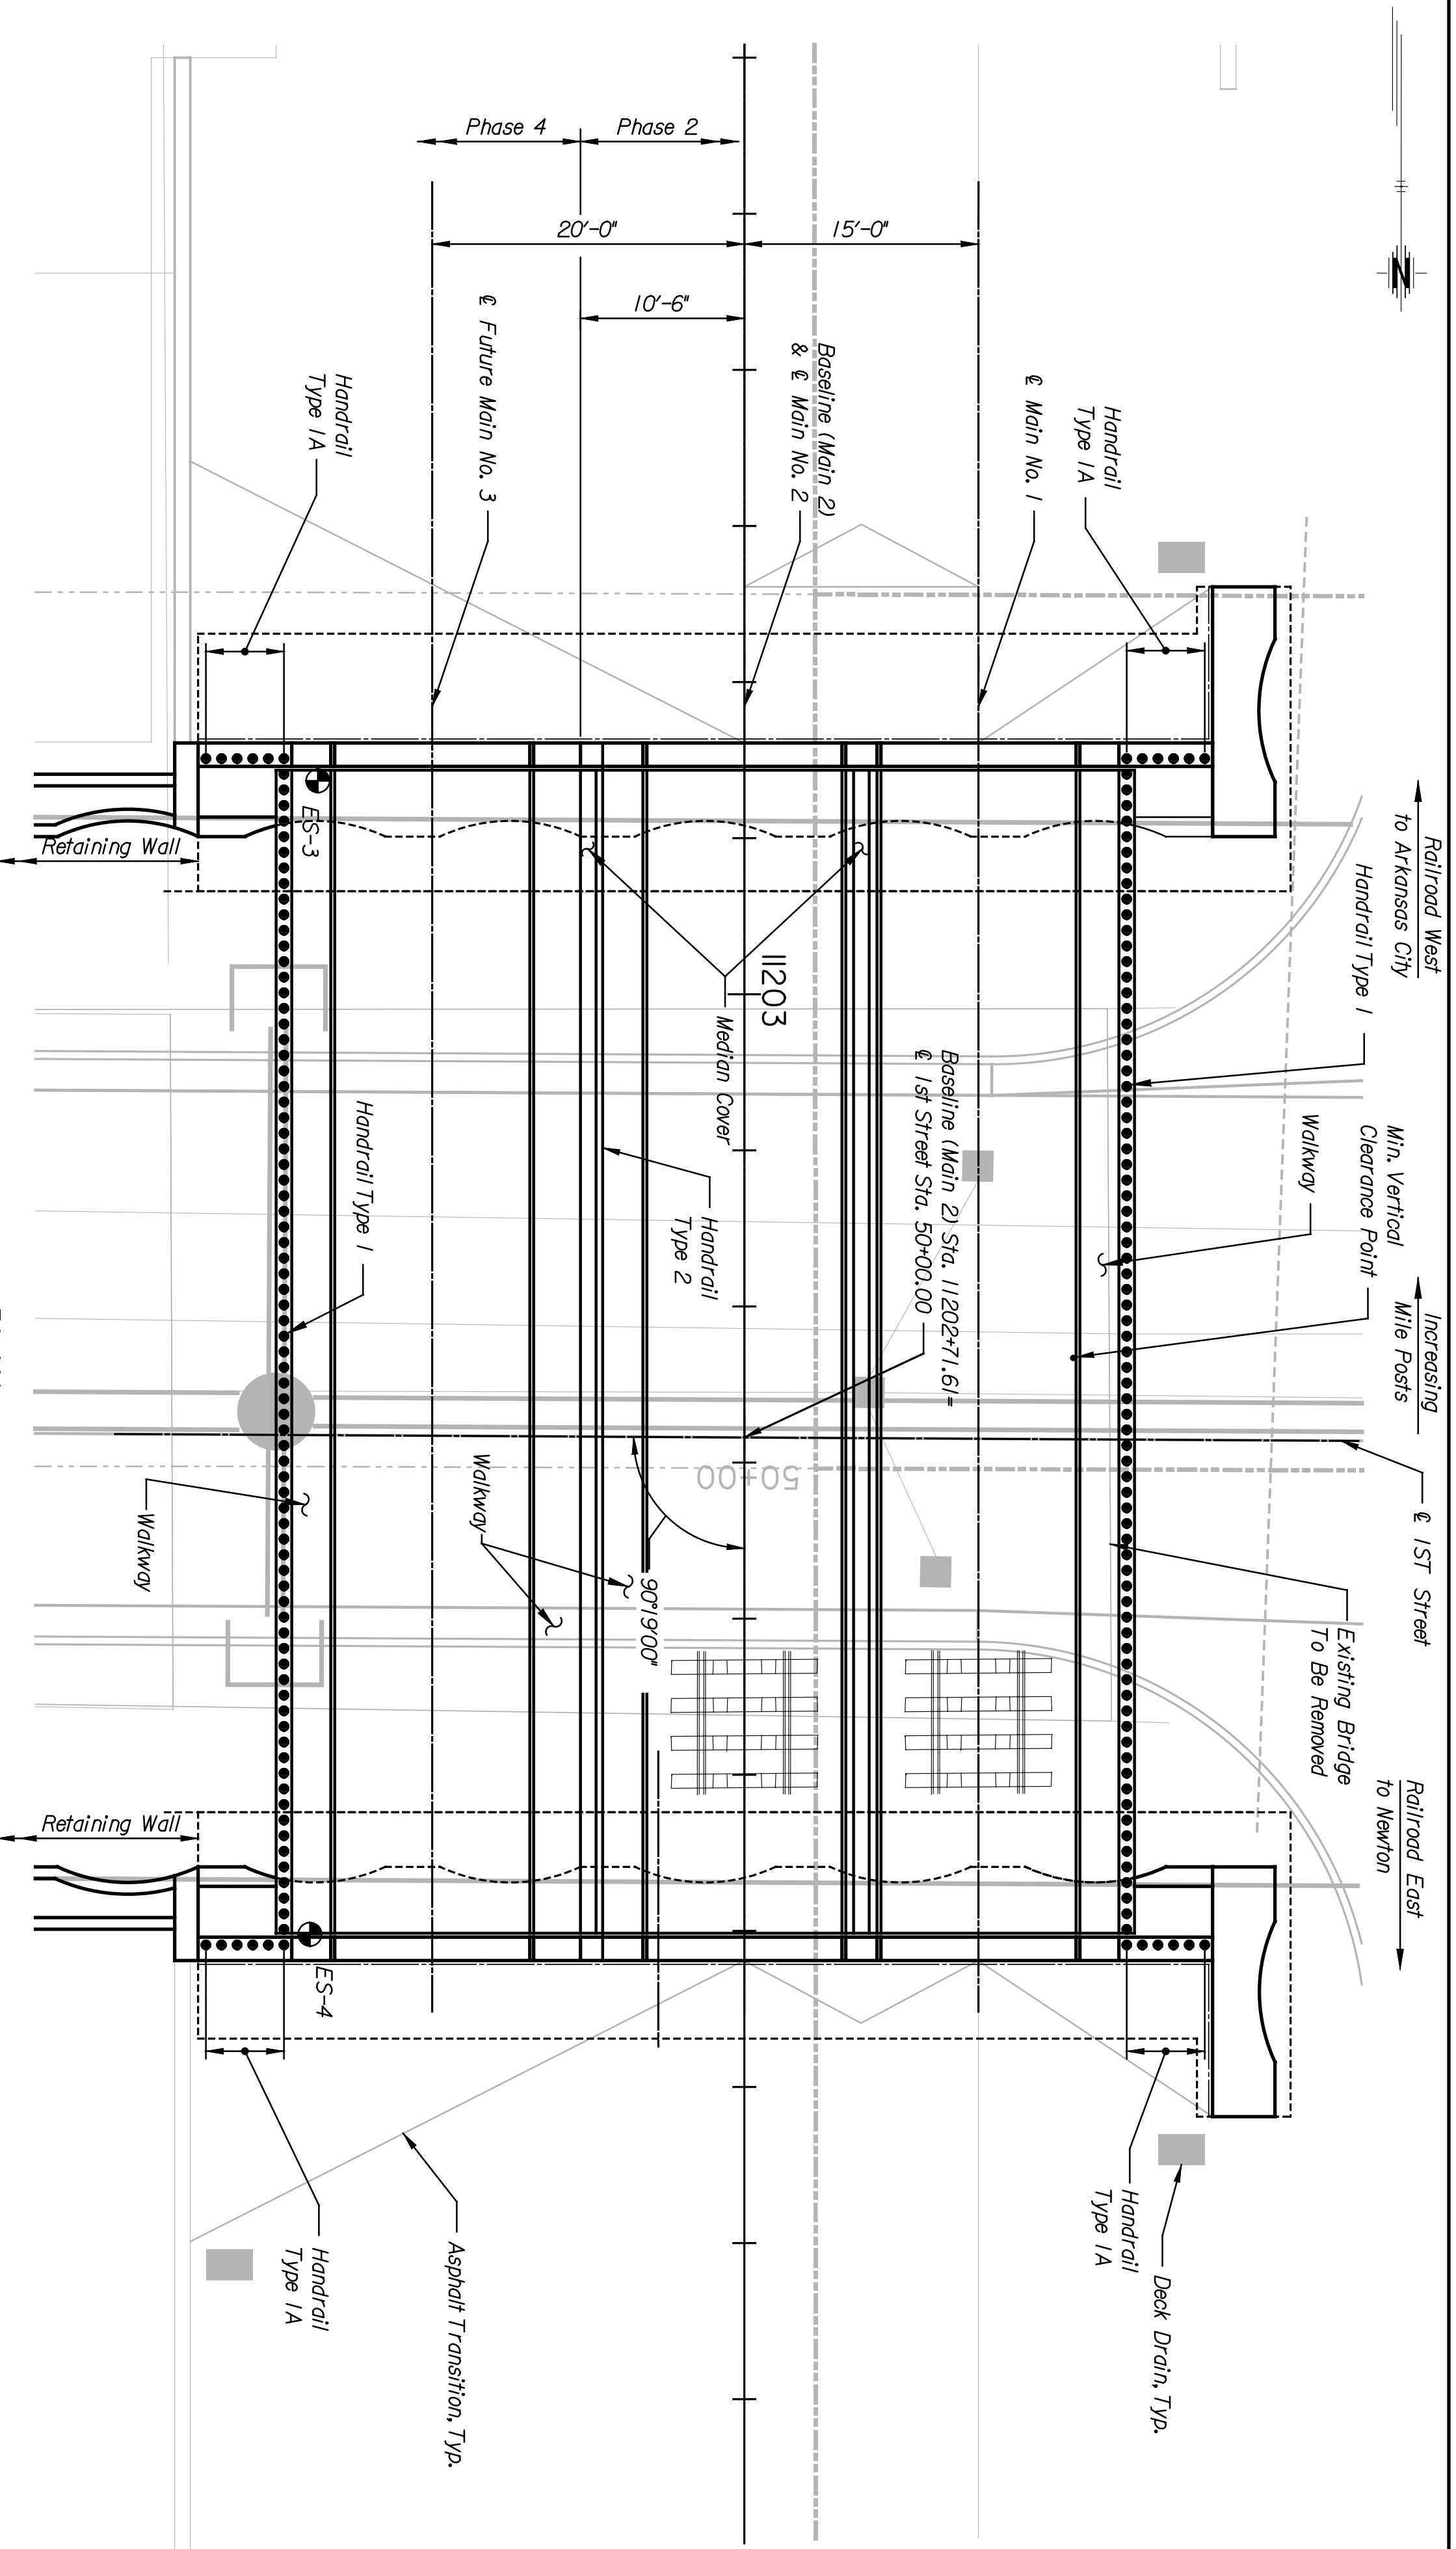 N
Phase 4
Phase 2
20'-0"
15'-0"
10'-6"
℄ Future Main No. 3
Baseline (Main 2)
& ℄ Main No. 2
℄ Main No. 1
Handrail
Type 1A
Handrail
Type 1A
Railroad West
to Arkansas City
Handrail Type 1
Retaining Wall
ES-3
11203
Median Cover
Baseline (Main 2) Sta. 11202+71.61=
℄ 1st Street Sta. 50+00.00
Walkway
Min. Vertical
Clearance Point
Increasing
Mile Posts
Handrail Type 1
Handrail
Type 2
50+00
Walkway
Walkway
90°19'00"
℄ 1ST Street
Existing Bridge
To Be Removed
Railroad East
to Newton
Retaining Wall
ES-4
Handrail
Type 1A
Asphalt Transition, Typ.
Handrail
Type 1A
Deck Drain, Typ.